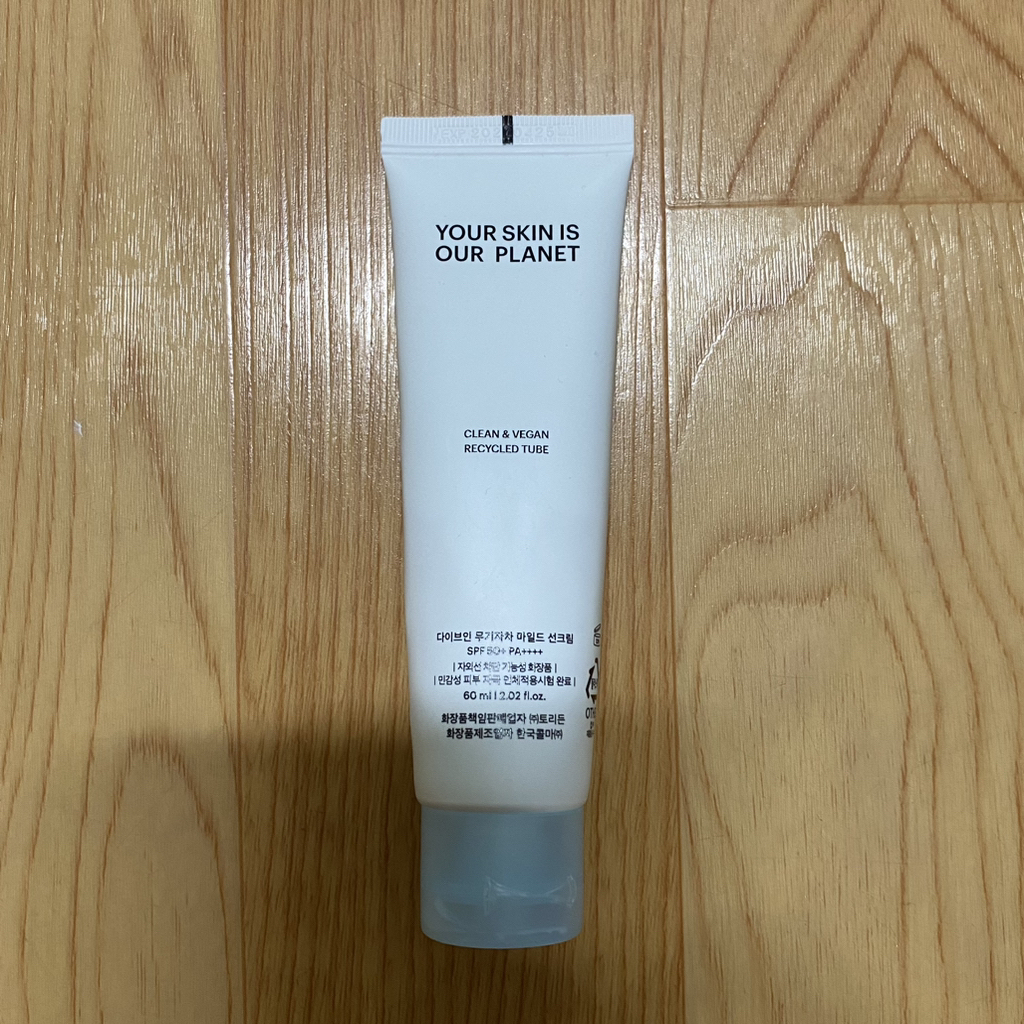 YOUR SKIN IS
OUR PLANET
CLEAN & VEGAN
RECYCLED TUBE
다이브인 무기자차 마일드 선크림
SPF 50+ PA++++
| 자외선 차단 기능성 화장품 |
| 민감성 피부 자극 인체적용시험 완료 |
60 ml | 2.02 fl.oz.
화장품책임판매업자 ㈜토리든
화장품제조업자 한국콜마㈜